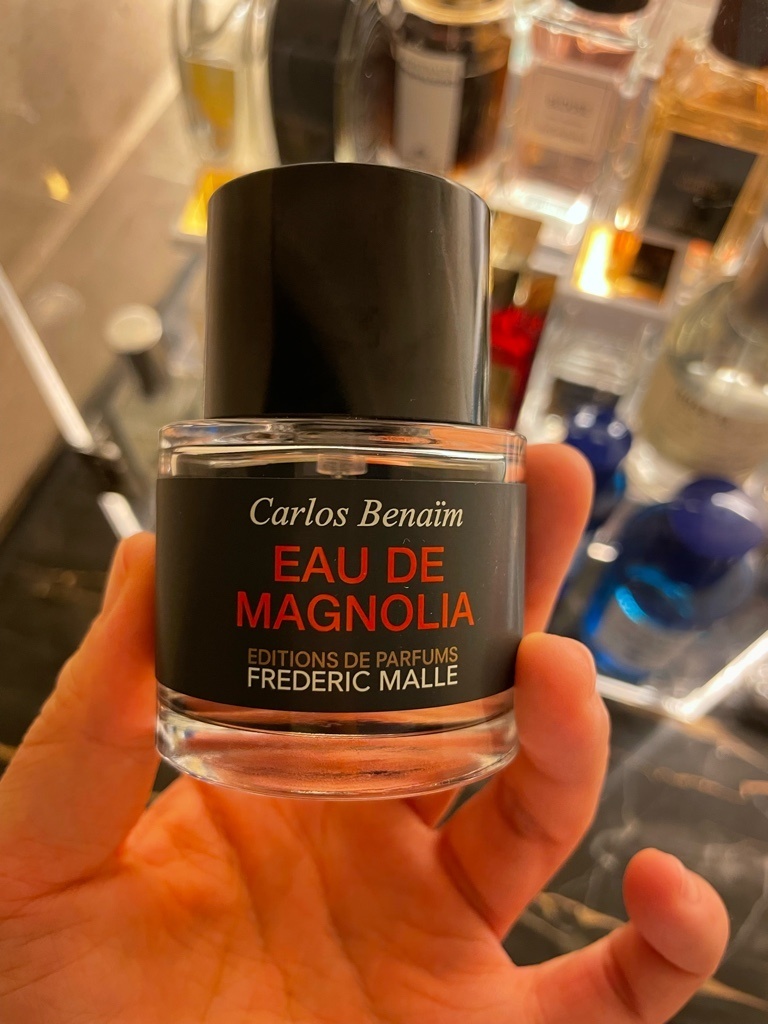 Carlos Benaïm
EAU DE
MAGNOLIA
EDITIONS DE PARFUMS
FREDERIC MALLE